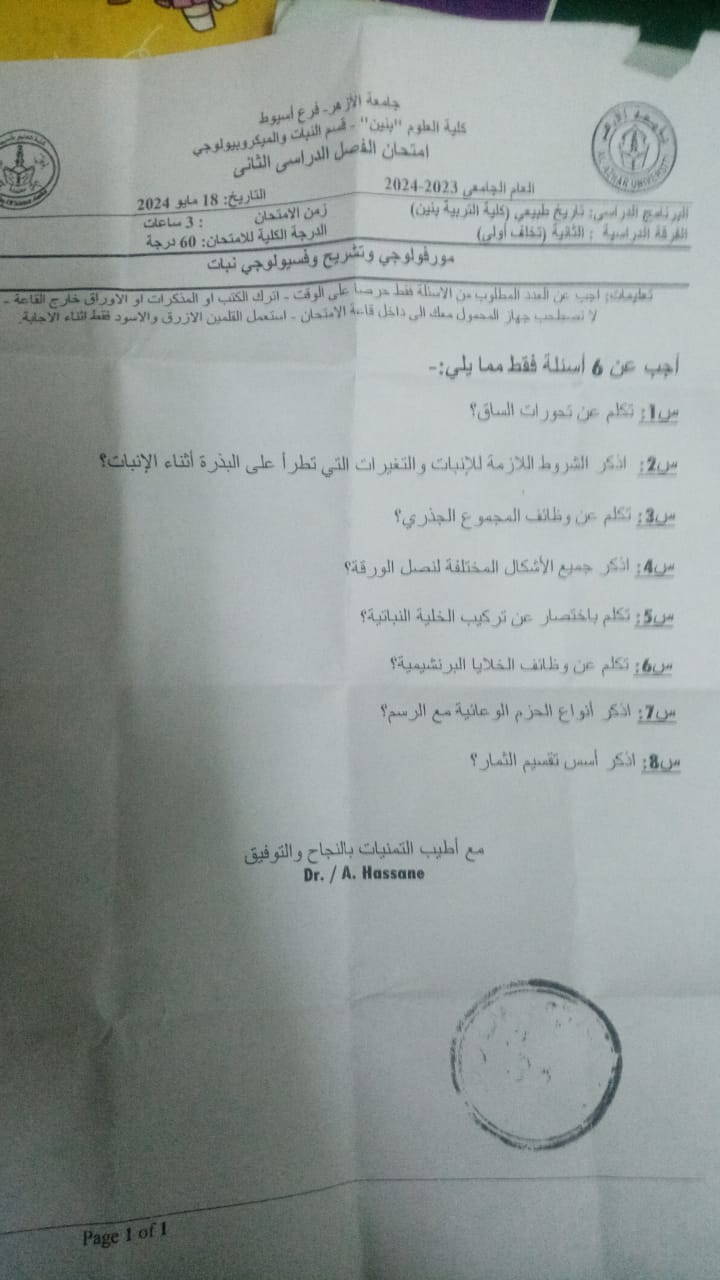 جامعة الأزهر- فرع أسيوط
كلية العلوم "بنين" - قسم النبات والميكروبيولوجي
امتحان الفصل الدراسى الثانى
العام الجامعي 2023-2024
التاريخ: 18 مايو 2024
البرنامج الدراسى: تاريخ طبيعي (كلية التربية بنين)
زمن الامتحان : 3 ساعات
الفرقة الدراسية : الثانية (تخلف أولى)
الدرجة الكلية للامتحان: 60 درجة
مورفولوجي وتشريح وفسيولوجي نبات
تعليمات: اجب عن العدد المطلوب من الاسئلة فقط حرصا على الوقت - اترك الكتب او المذكرات او الاوراق خارج القاعة -
لا تصطحب جهاز المحمول معك الى داخل قاعة الامتحان - استعمل القلمين الازرق والاسود فقط اثناء الاجابة.
أجب عن 6 أسئلة فقط مما يلي:-
س1: تكلم عن تحورات الساق؟
س2: اذكر الشروط اللازمة للإنبات والتغيرات التي تطرأ على البذرة أثناء الإنبات؟
س3: تكلم عن وظائف المجموع الجذري؟
س4: اذكر جميع الأشكال المختلفة لنصل الورقة؟
س5: تكلم باختصار عن تركيب الخلية النباتية؟
س6: تكلم عن وظائف الخلايا البرنشيمية؟
س7: اذكر أنواع الحزم الوعائية مع الرسم؟
س8: اذكر أسس تقسيم الثمار؟
مع أطيب التمنيات بالنجاح والتوفيق
Dr. / A. Hassane
Page 1 of 1
جامعة الأزهر
AL AZHAR UNIVERSITY